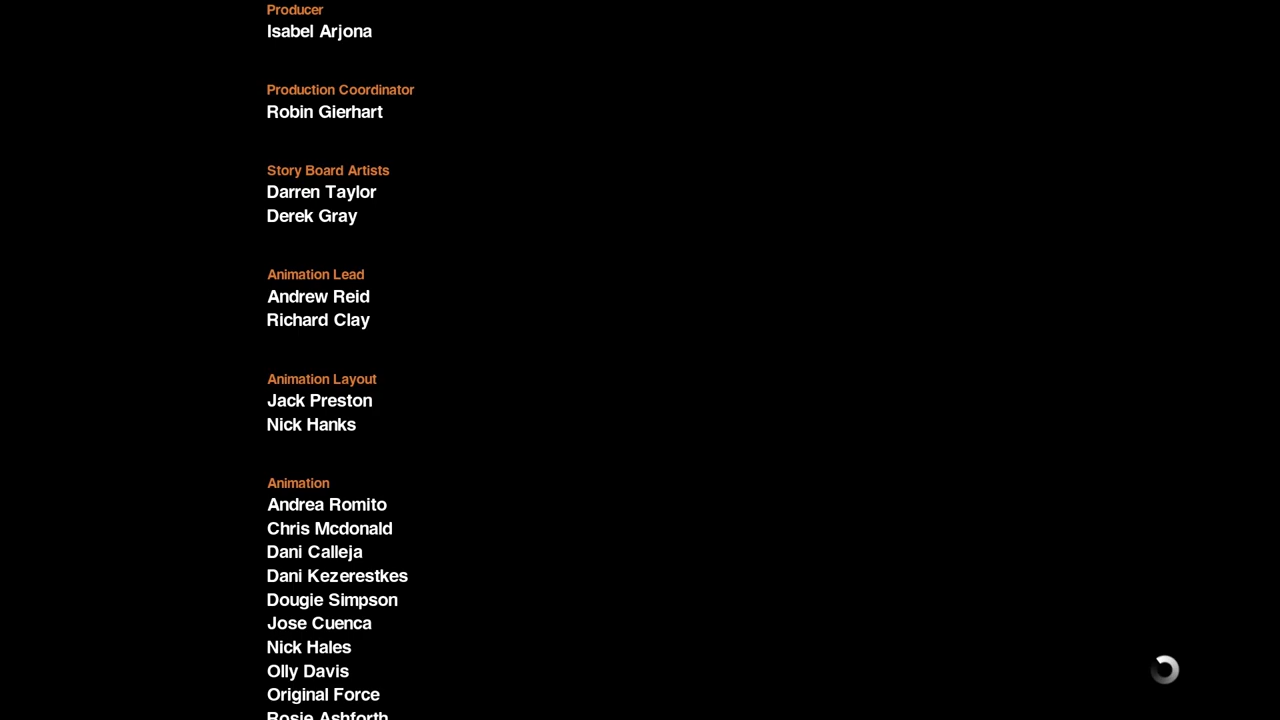 Producer
Isabel Arjona
Production Coordinator
Robin Gierhart
Story Board Artists
Darren Taylor
Derek Gray
Animation Lead
Andrew Reid
Richard Clay
Animation Layout
Jack Preston
Nick Hanks
Animation
Andrea Romito
Chris Mcdonald
Dani Calleja
Dani Kezerestkes
Dougie Simpson
Jose Cuenca
Nick Hales
Olly Davis
Original Force
Rosie Ashforth